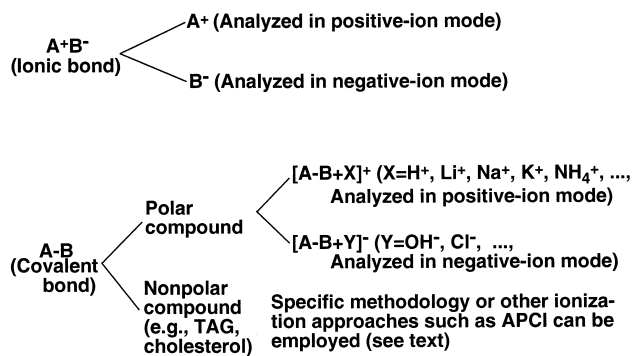 A⁺ (Analyzed in positive-ion mode)
A⁺B⁻
(Ionic bond)
B⁻ (Analyzed in negative-ion mode)
[A-B+X]⁺ (X=H⁺, Li⁺, Na⁺, K⁺, NH₄⁺, ...,
Analyzed in positive-ion mode)
Polar
compound
[A-B+Y]⁻ (Y=OH⁻, Cl⁻, ...,
Analyzed in negative-ion mode)
A-B
(Covalent
bond)
Nonpolar
compound
(e.g., TAG,
cholesterol)
Specific methodology or other ioniza-
tion approaches such as APCI can be
employed (see text)